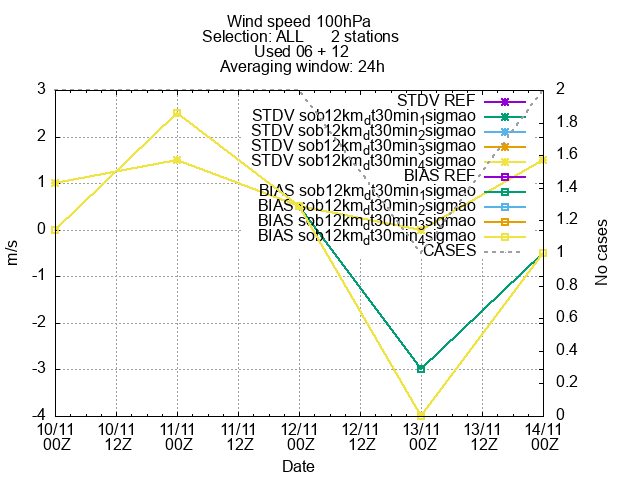 Wind speed 100hPa
Selection: ALL 2 stations
Used 06 + 12
Averaging window: 24h
STDV REF
STDV sob12km_dt30min_1sigmao
STDV sob12km_dt30min_2sigmao
STDV sob12km_dt30min_3sigmao
STDV sob12km_dt30min_4sigmao
BIAS REF
BIAS sob12km_dt30min_1sigmao
BIAS sob12km_dt30min_2sigmao
BIAS sob12km_dt30min_3sigmao
BIAS sob12km_dt30min_4sigmao
CASES
3
2
1
0
-1
-2
-3
-4
m/s
2
1.8
1.6
1.4
1.2
1
0.8
0.6
0.4
0.2
0
No cases
10/11 10/11 11/11 11/11 12/11 12/11 13/11 13/11 14/11
00Z 12Z 00Z 12Z 00Z 12Z 00Z 12Z 00Z
Date